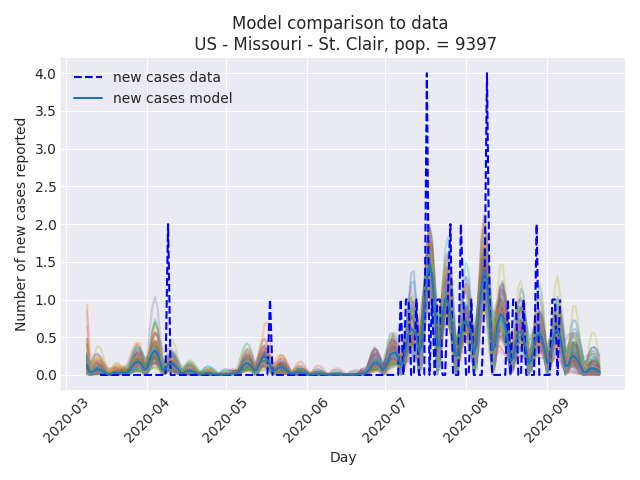 Model comparison to data
US - Missouri - St. Clair, pop. = 9397
new cases data
new cases model
Number of new cases reported
4.0
3.5
3.0
2.5
2.0
1.5
1.0
0.5
0.0
2020-03
2020-04
2020-05
2020-06
2020-07
2020-08
2020-09
Day